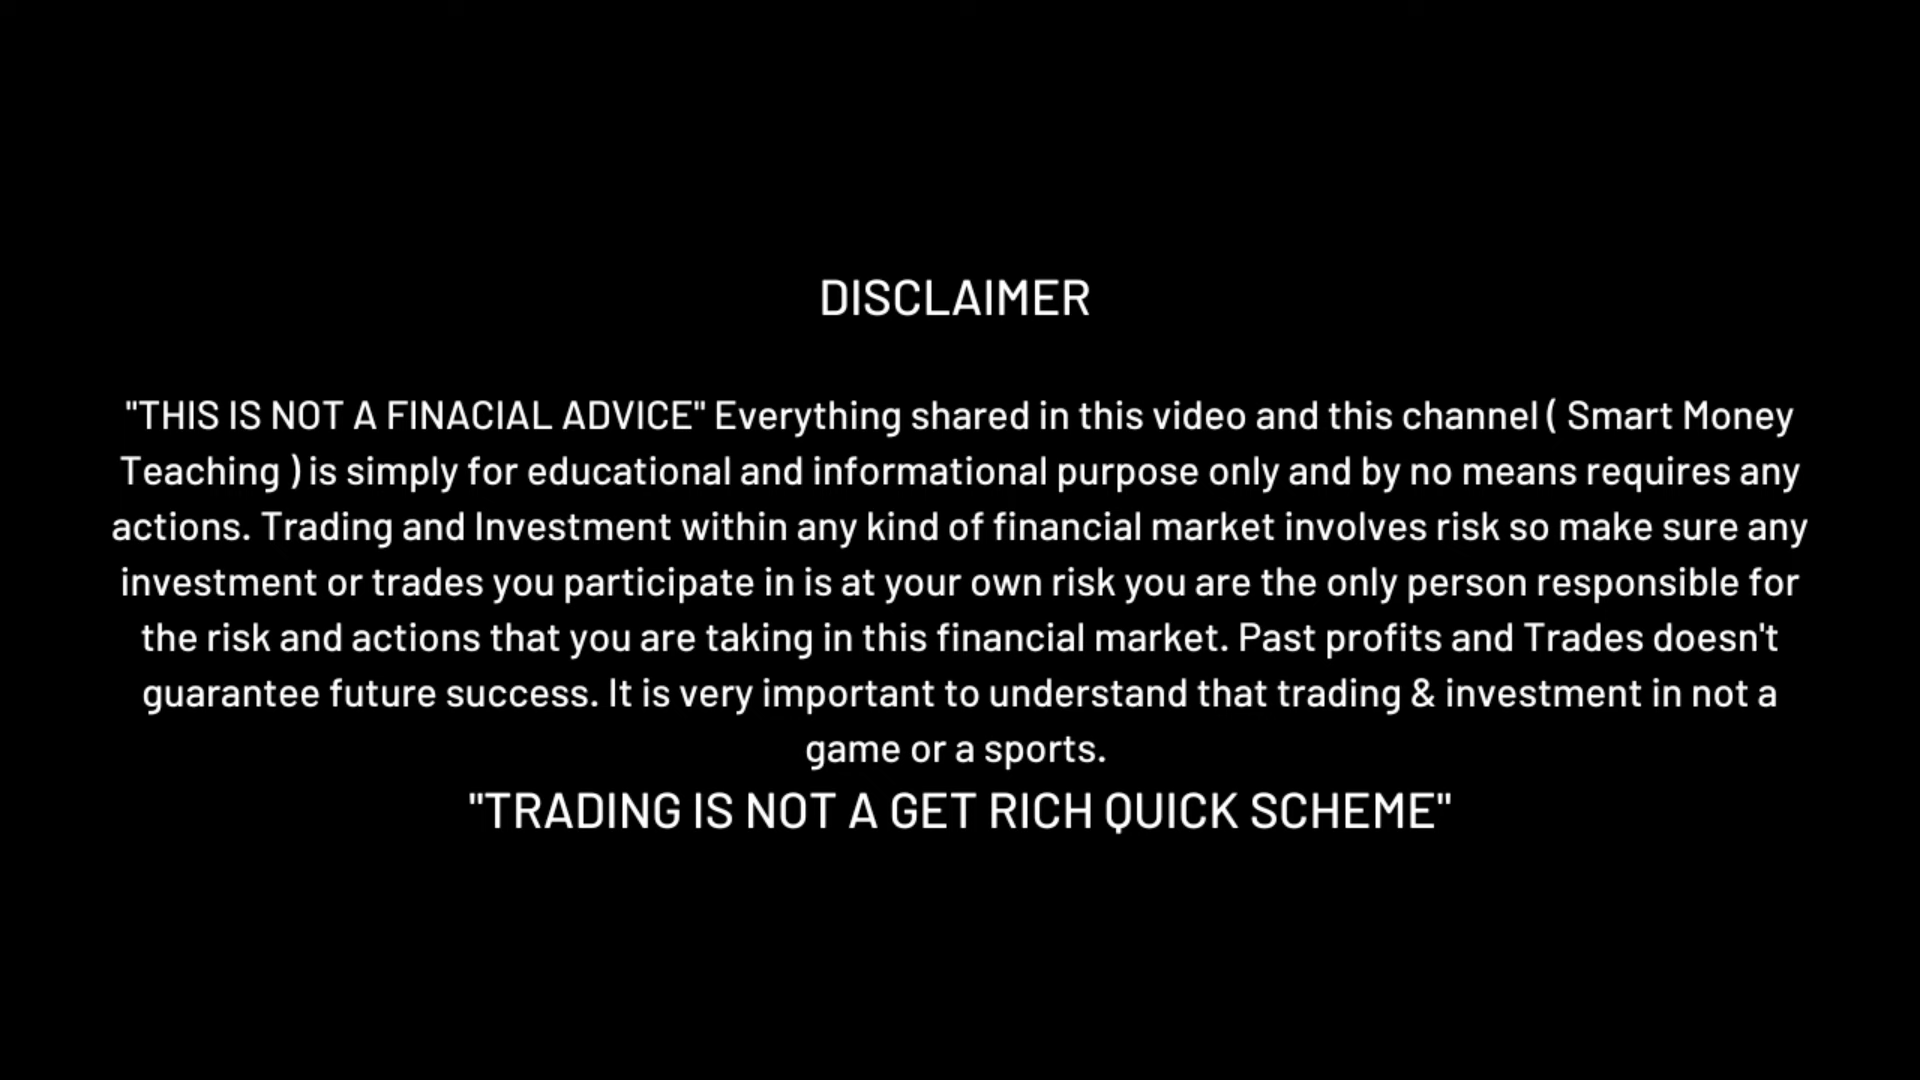 DISCLAIMER
"THIS IS NOT A FINACIAL ADVICE" Everything shared in this video and this channel ( Smart Money
Teaching ) is simply for educational and informational purpose only and by no means requires any
actions. Trading and Investment within any kind of financial market involves risk so make sure any
investment or trades you participate in is at your own risk you are the only person responsible for
the risk and actions that you are taking in this financial market. Past profits and Trades doesn't
guarantee future success. It is very important to understand that trading & investment in not a
game or a sports.
"TRADING IS NOT A GET RICH QUICK SCHEME"